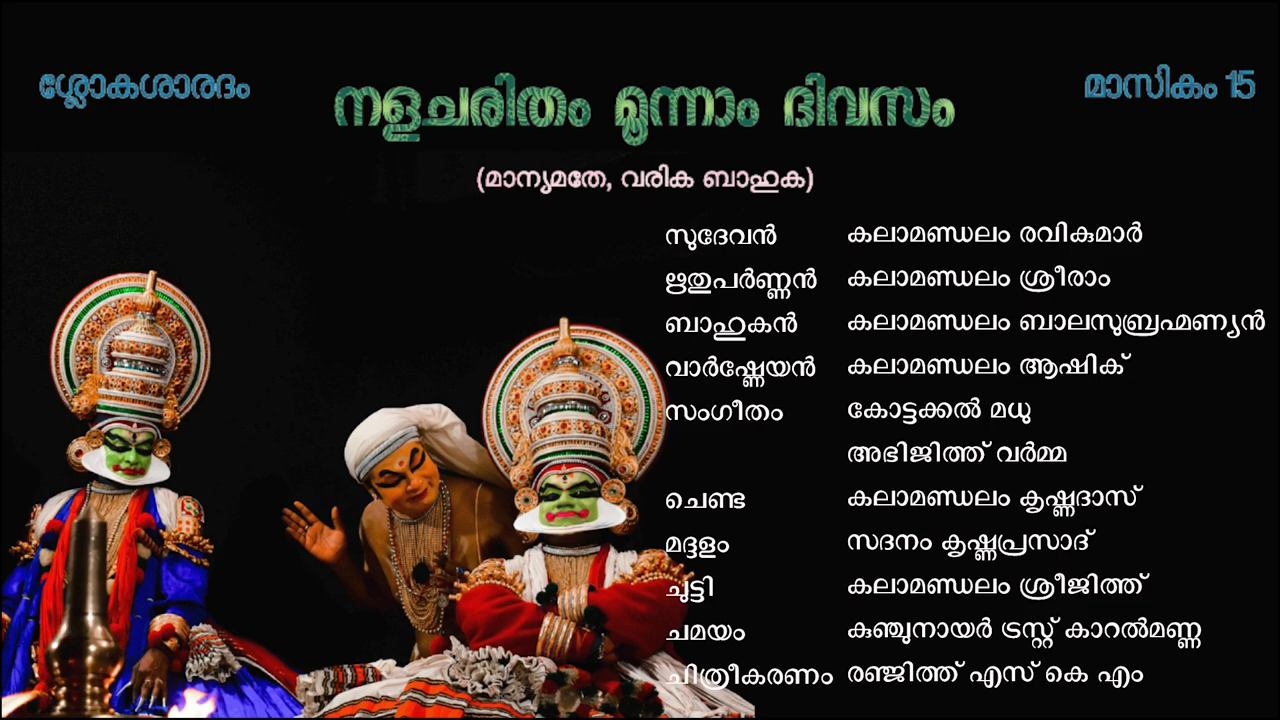 ശ്ലോകശാരദം
മാസികം 15
നളചരിതം മൂന്നാം ദിവസം
(മാന്യമതേ, വരിക ബാഹുക)
സുദേവൻ കലാമണ്ഡലം രവികുമാർ
ഋതുപർണ്ണൻ കലാമണ്ഡലം ശ്രീരാം
ബാഹുകൻ കലാമണ്ഡലം ബാലസുബ്രഹ്മണ്യൻ
വാർഷ്ണേയൻ കലാമണ്ഡലം ആഷിക്
സംഗീതം കോട്ടക്കൽ മധു
അഭിജിത്ത് വർമ്മ
ചെണ്ട കലാമണ്ഡലം കൃഷ്ണദാസ്
മദ്ദളം സദനം കൃഷ്ണപ്രസാദ്
ചുട്ടി കലാമണ്ഡലം ശ്രീജിത്ത്
ചമയം കുഞ്ചുനായർ ട്രസ്റ്റ് കാറൽമണ്ണ
ചിത്രീകരണം രഞ്ജിത്ത് എസ് കെ എം